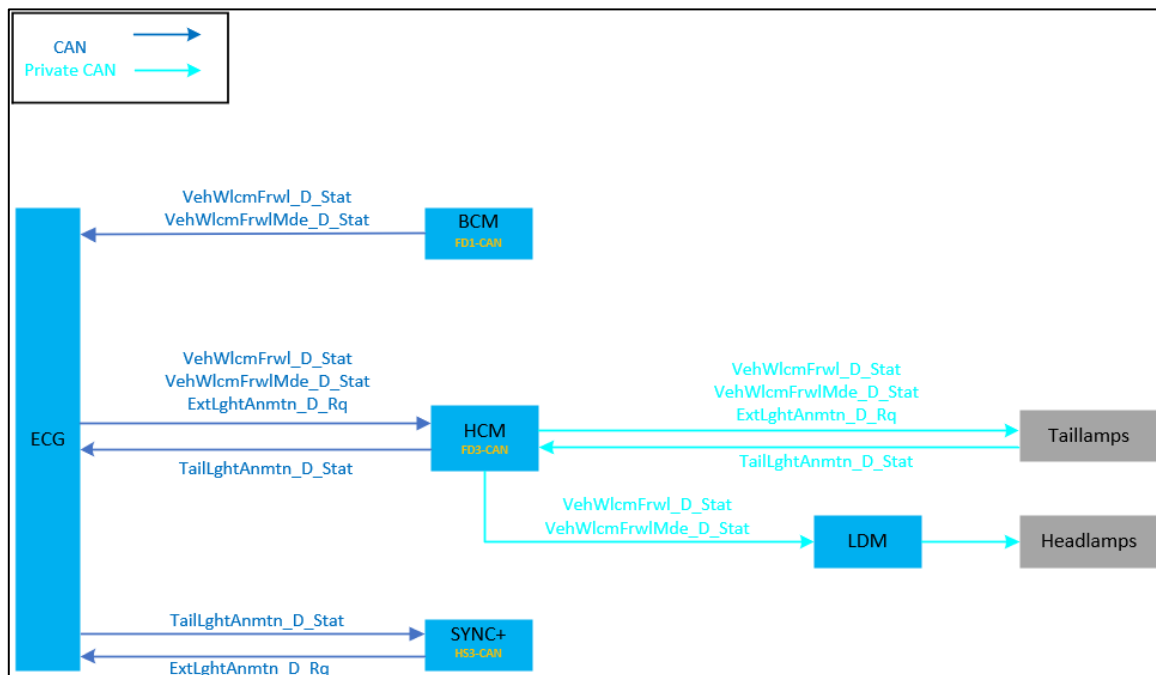 CAN
Private CAN
VehWlcmFrwl_D_Stat
VehWlcmFrwlMde_D_Stat
BCM
FD1-CAN
VehWlcmFrwl_D_Stat
VehWlcmFrwlMde_D_Stat
ExtLghtAnmtn_D_Rq
VehWlcmFrwl_D_Stat
VehWlcmFrwlMde_D_Stat
ExtLghtAnmtn_D_Rq
ECG
HCM
FD3-CAN
Taillamps
TailLghtAnmtn_D_Stat
TailLghtAnmtn_D_Stat
VehWlcmFrwl_D_Stat
VehWlcmFrwlMde_D_Stat
LDM
Headlamps
TailLghtAnmtn_D_Stat
SYNC+
HS3-CAN
ExtLghtAnmtn_D_Rq